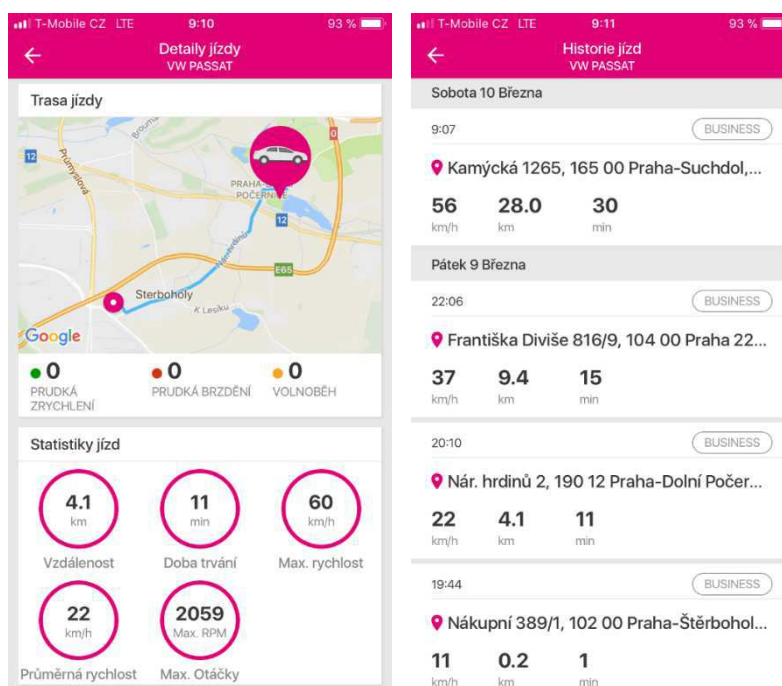 T-Mobile CZ LTE 9:10 93 %
Detaily jízdy
VW PASSAT
Trasa jízdy
12
Průmyslová
0
PRAHA-
POČERNICE
12
Nár. hrdinů
E65
Sterboholy
K Lesíku
Google
0 0 0
PRUDKÁ ZRYCHLENÍ
PRUDKÁ BRZDĚNÍ
VOLNOBĚH
Statistiky jízd
4.1 km
Vzdálenost
11 min
Doba trvání
60 km/h
Max. rychlost
22 km/h
Průměrná rychlost
2059 Max. RPM
Max. Otáčky
T-Mobile CZ LTE 9:11 93 %
Historie jízd
VW PASSAT
Sobota 10 Března
9:07 BUSINESS
Kamýcká 1265, 165 00 Praha-Suchdol,...
56 28.0 30
km/h km min
Pátek 9 Března
22:06 BUSINESS
Františka Diviše 816/9, 104 00 Praha 22...
37 9.4 15
km/h km min
20:10 BUSINESS
Nár. hrdinů 2, 190 12 Praha-Dolní Počer...
22 4.1 11
km/h km min
19:44 BUSINESS
Nákupní 389/1, 102 00 Praha-Štěrbohol...
11 0.2 1
km/h km min